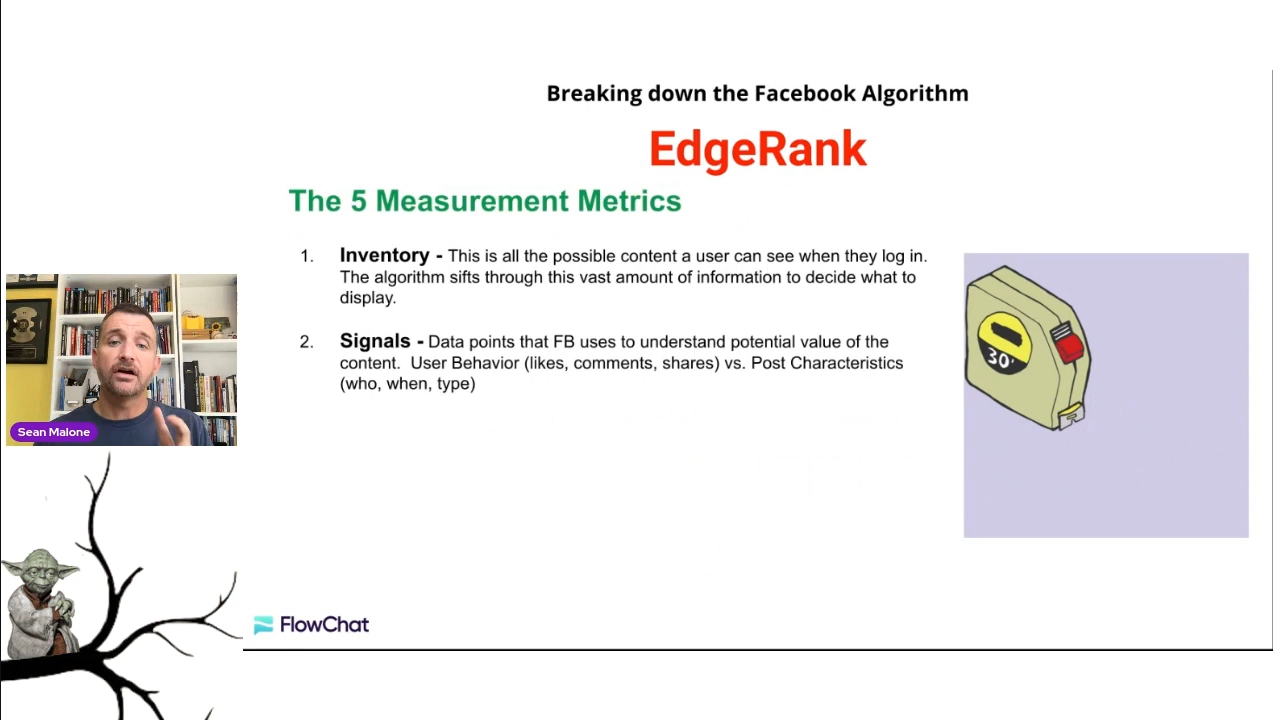 Breaking down the Facebook Algorithm
EdgeRank
The 5 Measurement Metrics
1. Inventory - This is all the possible content a user can see when they log in.
The algorithm sifts through this vast amount of information to decide what to
display.
2. Signals - Data points that FB uses to understand potential value of the
content. User Behavior (likes, comments, shares) vs. Post Characteristics
(who, when, type)
30'
Sean Malone
FlowChat